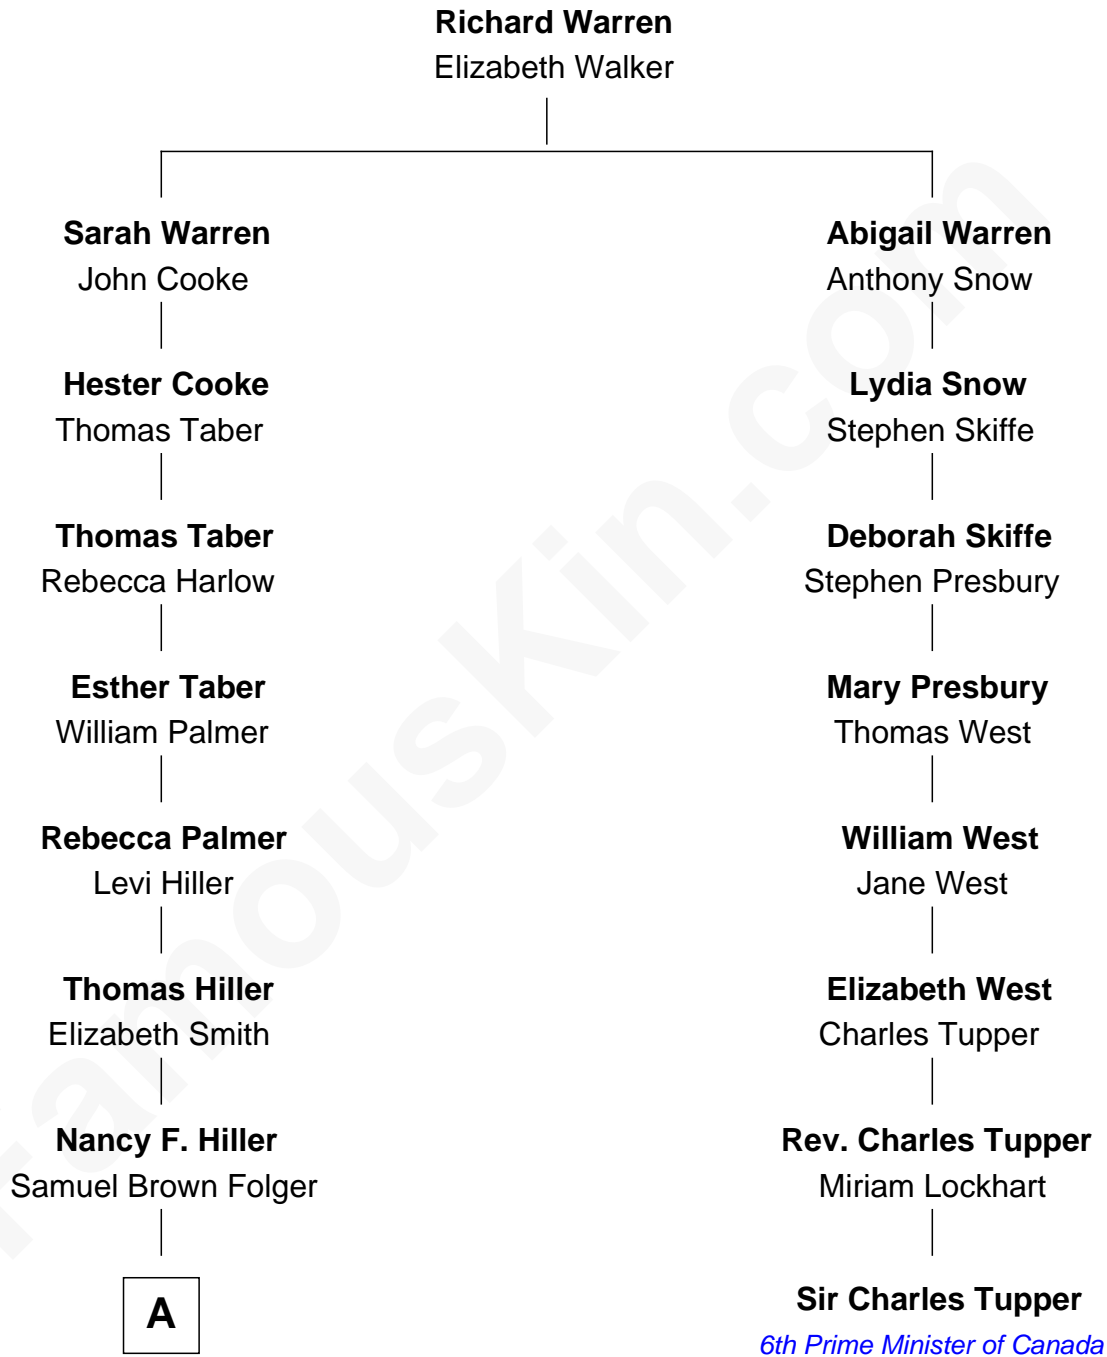 Richard Warren
Elizabeth Walker
Sarah Warren
John Cooke
Abigail Warren
Anthony Snow
Hester Cooke
Thomas Taber
Lydia Snow
Stephen Skiffe
Thomas Taber
Rebecca Harlow
Deborah Skiffe
Stephen Presbury
Esther Taber
William Palmer
Mary Presbury
Thomas West
Rebecca Palmer
Levi Hiller
William West
Jane West
Thomas Hiller
Elizabeth Smith
Elizabeth West
Charles Tupper
Nancy F. Hiller
Samuel Brown Folger
Rev. Charles Tupper
Miriam Lockhart
A
Sir Charles Tupper
6th Prime Minister of Canada
FamousKin.com